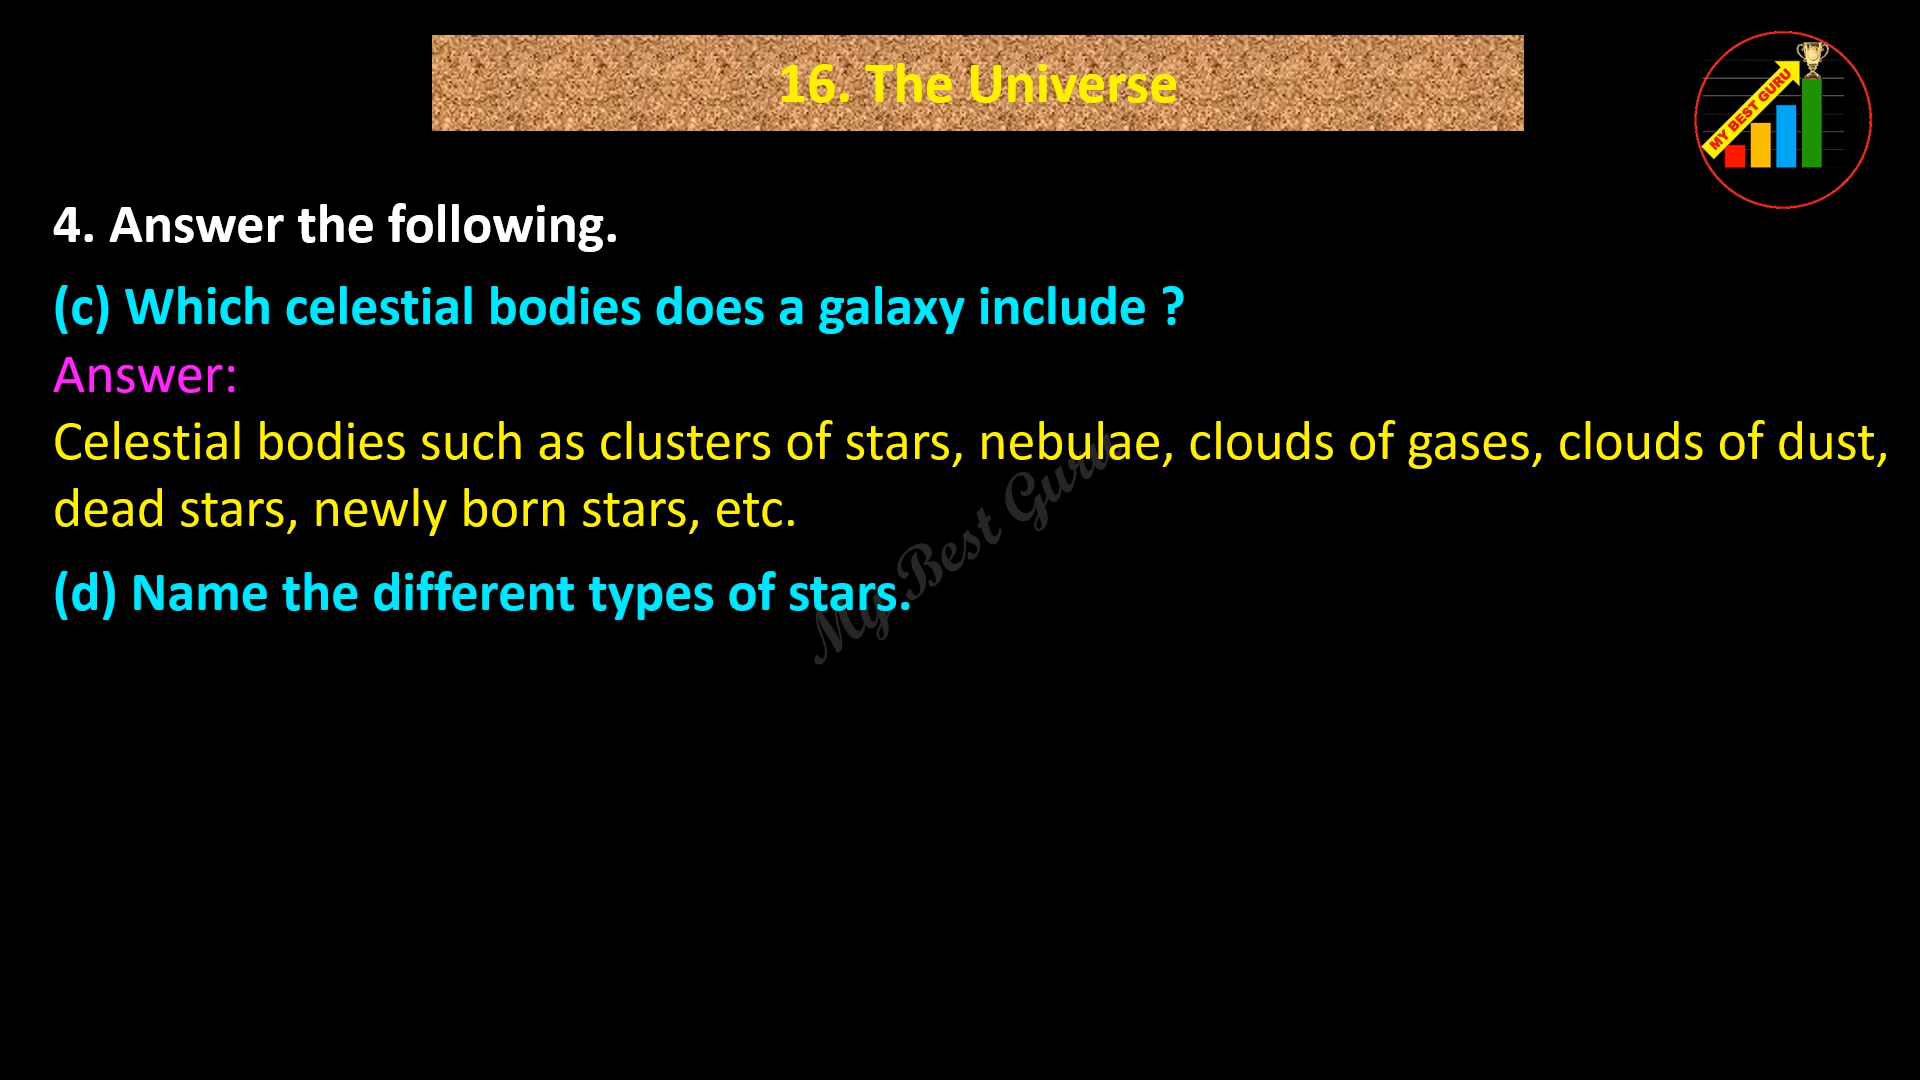 16. The Universe
MY BEST GURU
4. Answer the following.
(c) Which celestial bodies does a galaxy include ?
Answer:
Celestial bodies such as clusters of stars, nebulae, clouds of gases, clouds of dust,
dead stars, newly born stars, etc.
(d) Name the different types of stars.
My Best Guru